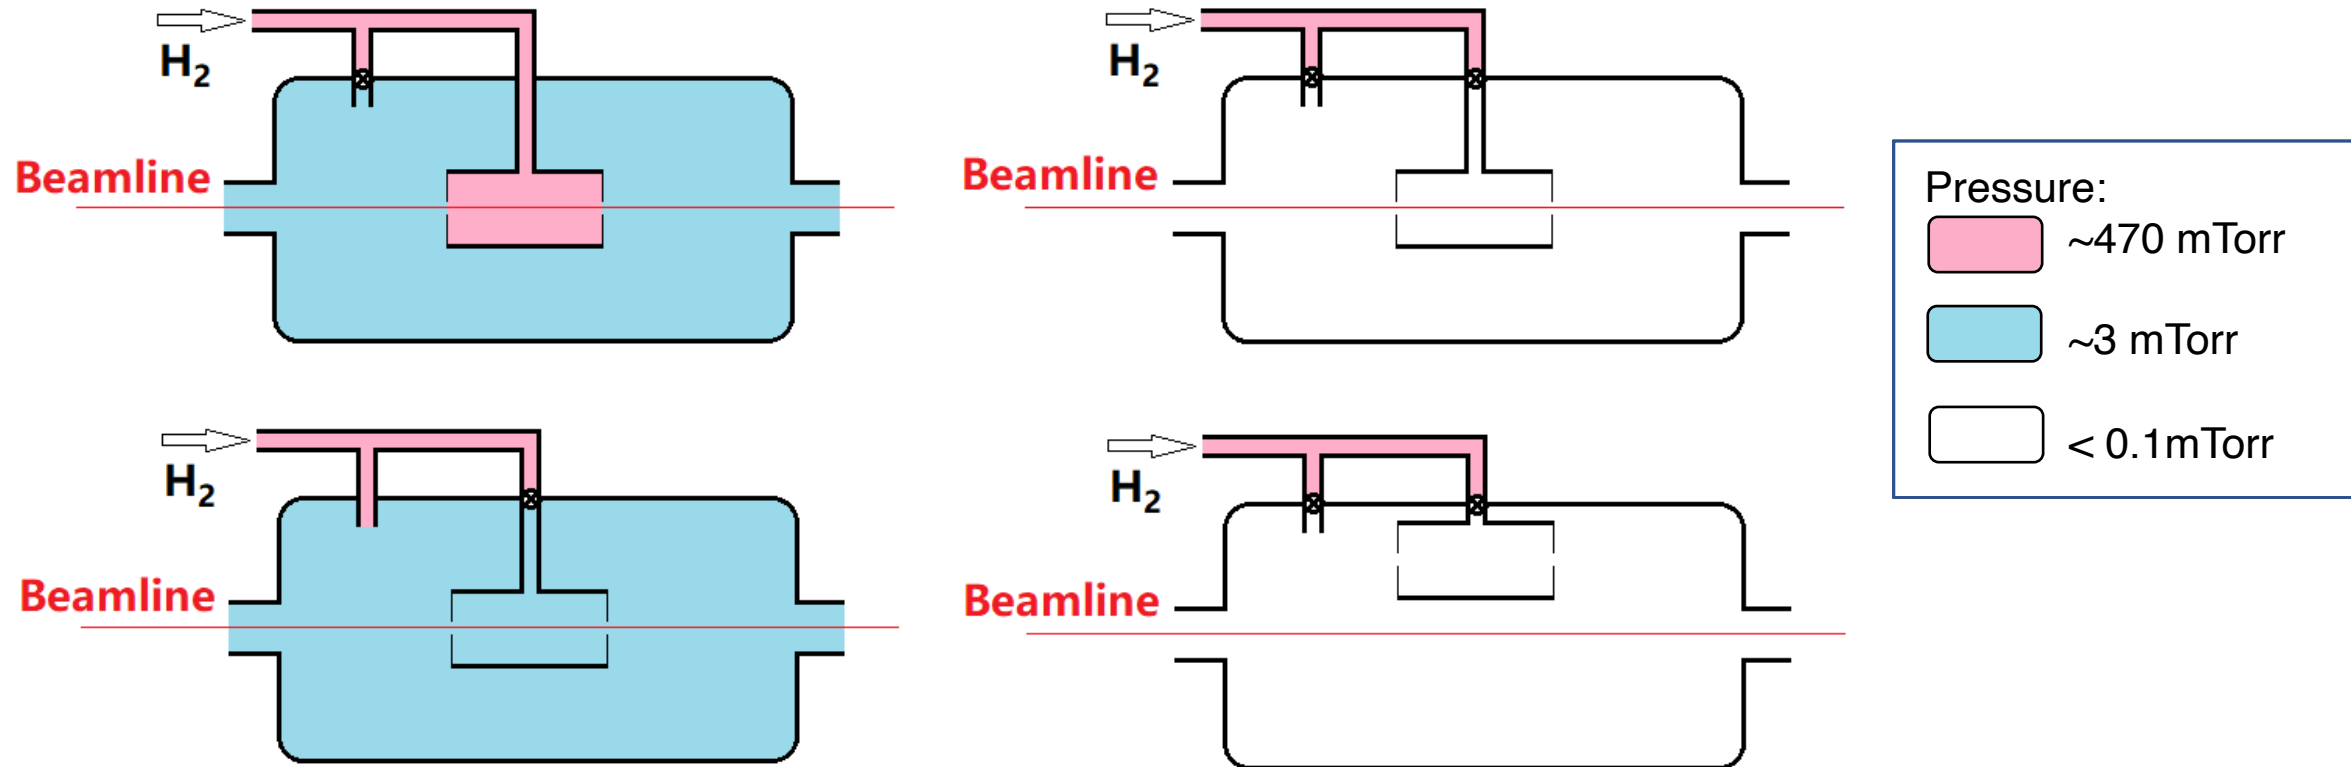 H₂
Beamline
H₂
Beamline
H₂
Beamline
H₂
Beamline
Pressure:
~470 mTorr
~3 mTorr
< 0.1mTorr